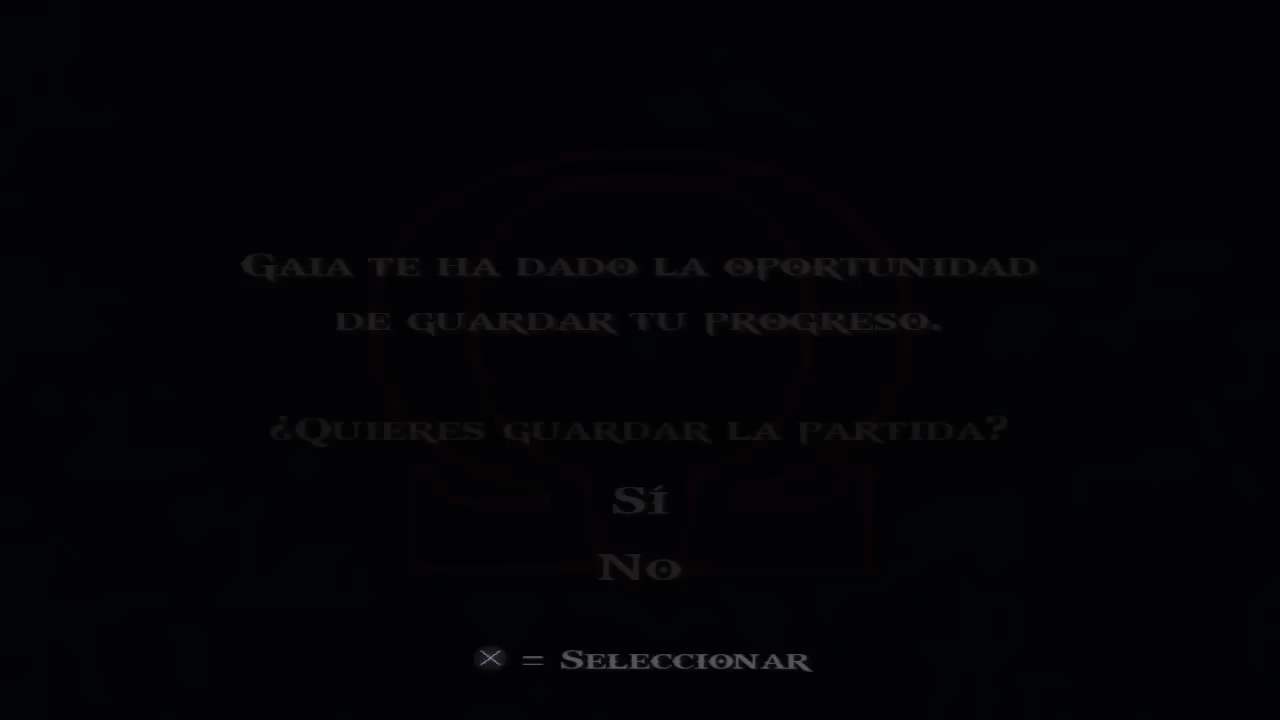 Gaia te ha dado la oportunidad
de guardar tu progreso.
¿Quieres guardar la partida?
Sí
No
= Seleccionar